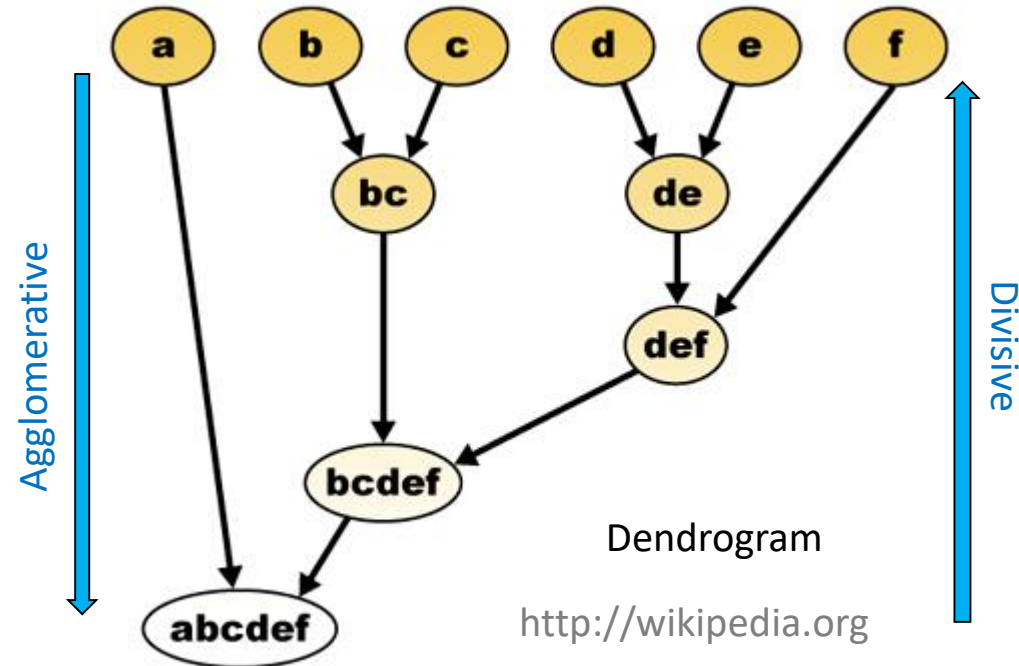 a b c d e f
bc de
Agglomerative
Divisive
def
bcdef
Dendrogram
abcdef
http://wikipedia.org